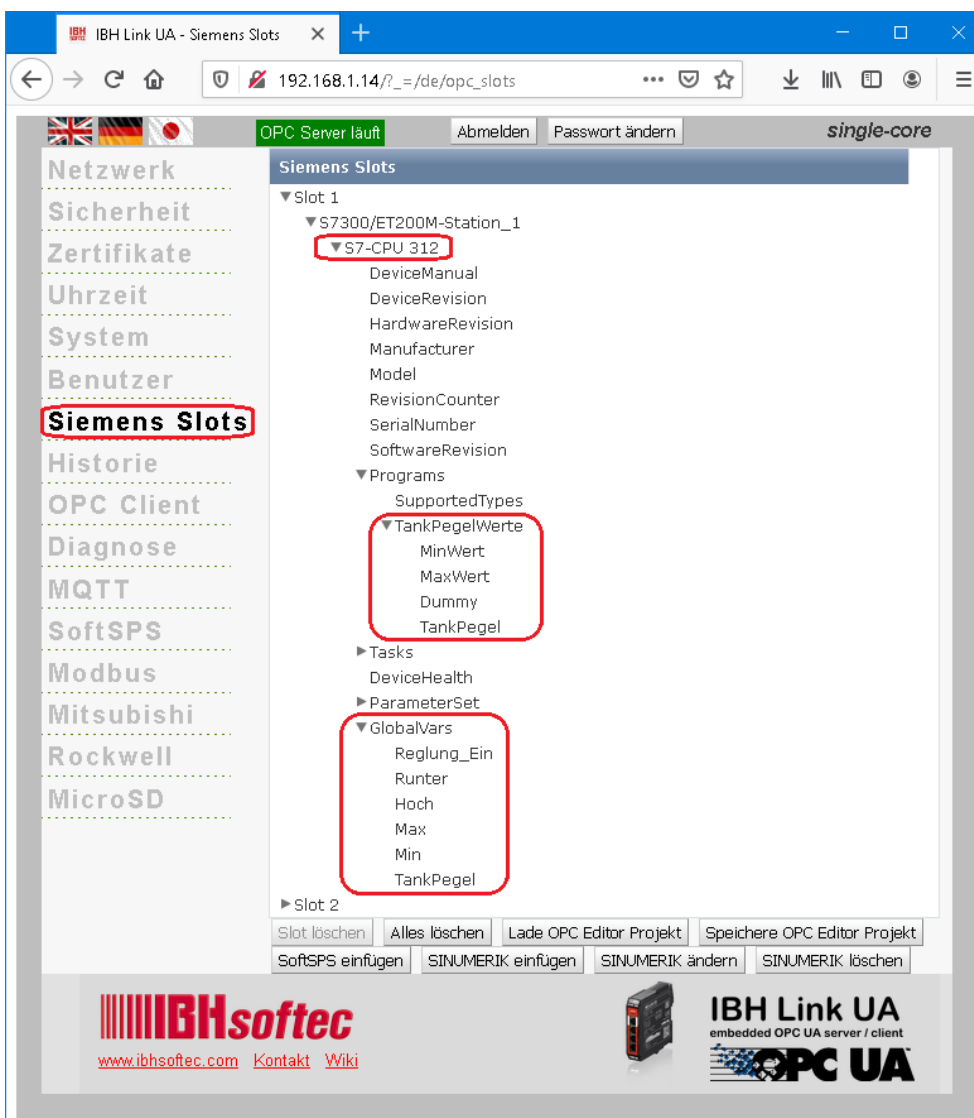 IBH Link UA - Siemens Slots
192.168.1.14/?_=/de/opc_slots
OPC Server läuft Abmelden Passwort ändern single-core
Netzwerk
Sicherheit
Zertifikate
Uhrzeit
System
Benutzer
Siemens Slots
Historie
OPC Client
Diagnose
MQTT
SoftSPS
Modbus
Mitsubishi
Rockwell
MicroSD
Siemens Slots
Slot 1
S7300/ET200M-Station_1
S7-CPU 312
DeviceManual
DeviceRevision
HardwareRevision
Manufacturer
Model
RevisionCounter
SerialNumber
SoftwareRevision
Programs
SupportedTypes
TankPegelWerte
MinWert
MaxWert
Dummy
TankPegel
Tasks
DeviceHealth
ParameterSet
GlobalVars
Reglung_Ein
Runter
Hoch
Max
Min
TankPegel
Slot 2
Slot löschen Alles löschen Lade OPC Editor Projekt Speichere OPC Editor Projekt
SoftSPS einfügen SINUMERIK einfügen SINUMERIK ändern SINUMERIK löschen
IBHsoftec
www.ibhsoftec.com Kontakt Wiki
IBH Link UA
embedded OPC UA server / client
OPC UA